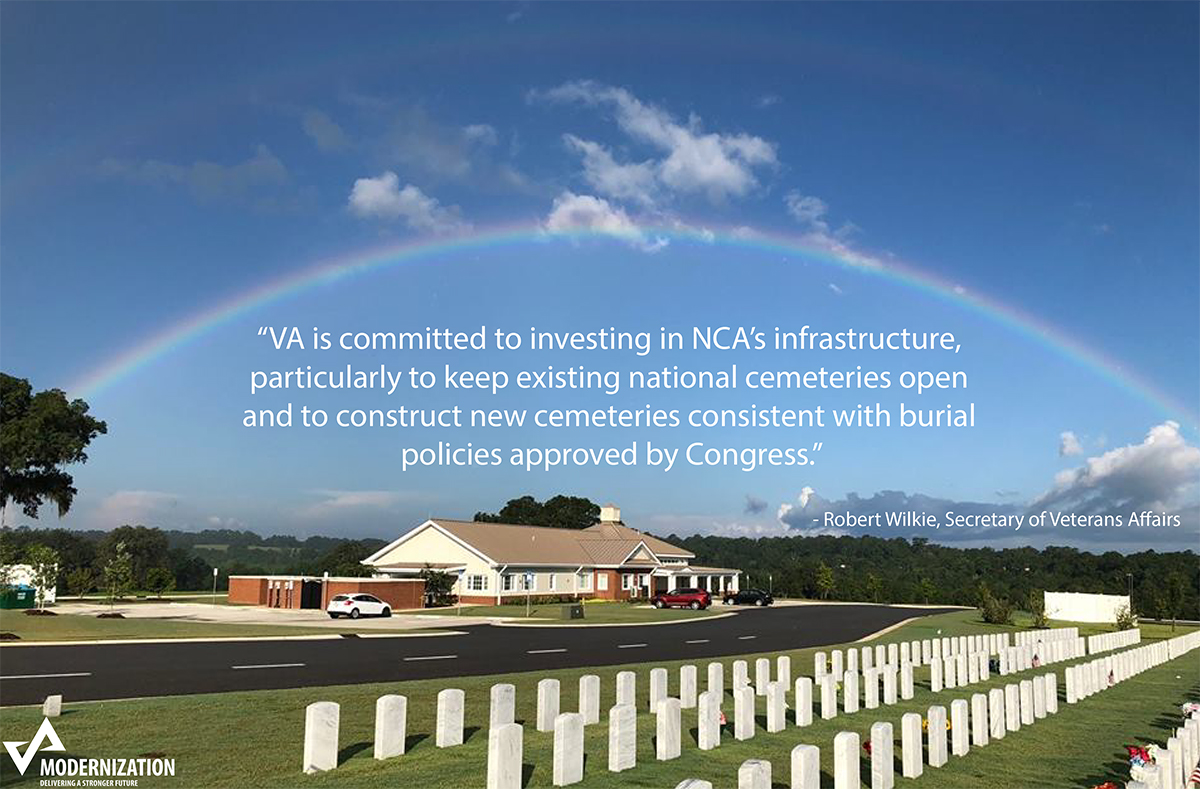 “VA is committed to investing in NCA’s infrastructure,
particularly to keep existing national cemeteries open
and to construct new cemeteries consistent with burial
policies approved by Congress.”
- Robert Wilkie, Secretary of Veterans Affairs
MODERNIZATION
DELIVERING A STRONGER FUTURE